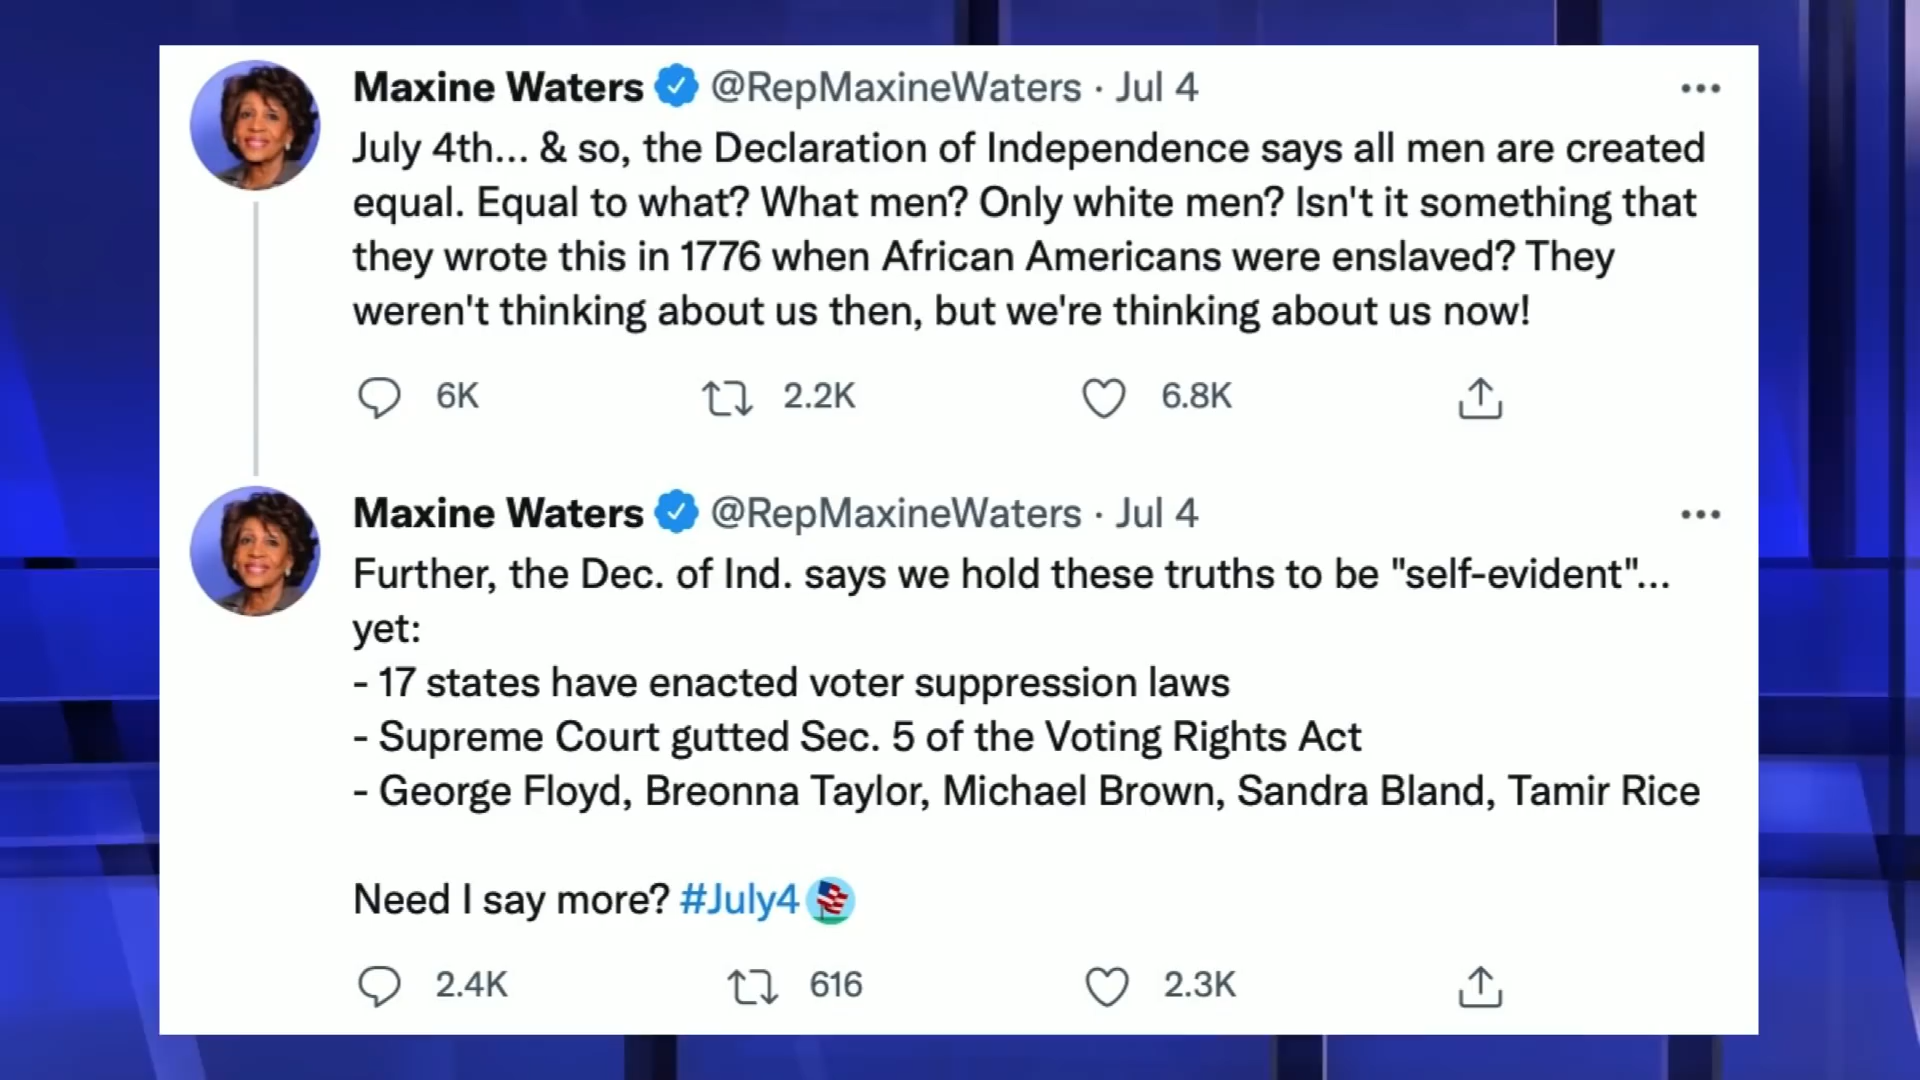 Maxine Waters @RepMaxineWaters · Jul 4
July 4th... & so, the Declaration of Independence says all men are created
equal. Equal to what? What men? Only white men? Isn't it something that
they wrote this in 1776 when African Americans were enslaved? They
weren't thinking about us then, but we're thinking about us now!
6K 2.2K 6.8K
Maxine Waters @RepMaxineWaters · Jul 4
Further, the Dec. of Ind. says we hold these truths to be "self-evident"...
yet:
- 17 states have enacted voter suppression laws
- Supreme Court gutted Sec. 5 of the Voting Rights Act
- George Floyd, Breonna Taylor, Michael Brown, Sandra Bland, Tamir Rice
Need I say more? #July4
2.4K 616 2.3K